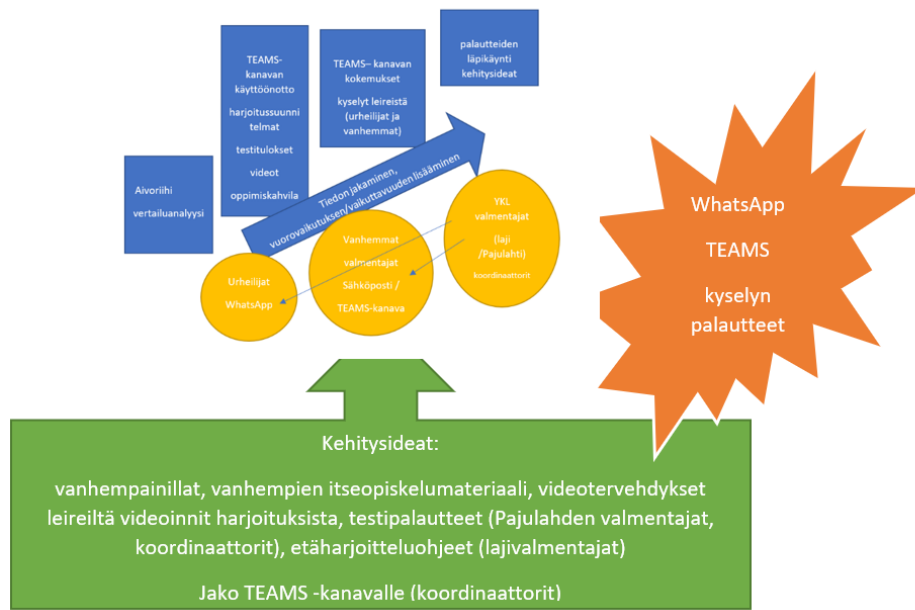 Aivoriihi
vertailuanalyysi
TEAMS-
kanavan
käyttöönotto
harjoitussuunni
telmat
testitulokset
videot
oppimiskahvila
TEAMS– kanavan
kokemukset
kyselyt leireistä
(urheilijat ja
vanhemmat)
palautteiden
läpikäynti
kehitysideat
Tiedon jakaminen,
vuorovaikutuksen/vaikuttavuuden lisääminen
Urheilijat
WhatsApp
Vanhemmat
valmentajat
Sähköposti /
TEAMS-kanava
YKL
valmentajat
(laji
/Pajulahti)
koordinaattorit
WhatsApp
TEAMS
kyselyn
palautteet
Kehitysideat:
vanhempainillat, vanhempien itseopiskelumateriaali, videotervehdykset
leireiltä videoinnit harjoituksista, testipalautteet (Pajulahden valmentajat,
koordinaattorit), etäharjoitteluohjeet (lajivalmentajat)
Jako TEAMS -kanavalle (koordinaattorit)